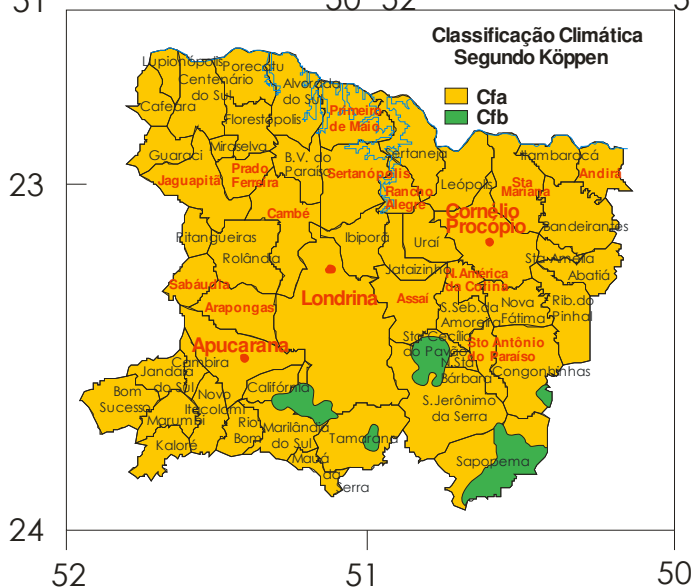 51
50 52
5
Classificação Climática
Segundo Köppen
Cfa
Cfb
Lupionópolis
Porecatu
Centenário
do Sul
Alvorada
do Sul
Cafeara
Florestópolis
Primeiro
de Maio
Guaraci
Miraselva
B.V. do
Paraíso
Sertaneja
Itambaracá
Jaguapitã
Prado
Ferreira
Sertanópolis
Rancho
Alegre
Leópolis
Sta
Mariana
Andirá
23
Cambé
Cornélio
Procópio
Bandeirantes
Pitangueiras
Ibiporã
Uraí
Rolândia
Jataizinho
Sta Amélia
Abatiá
Sabáudia
N.América
da Colina
Londrina
Assaí
Arapongas
S.Seb.da
Amoreira
Nova
Fátima
Rib.do
Pinhal
Apucarana
Sta Cecília
do Pavão
Sto Antônio
do Paraíso
N.Sta
Bárbara
Congonhinhas
Cambira
Jandaia
do Sul
Califórnia
Bom
Sucesso
Novo
Itacolomi
S.Jerônimo
da Serra
Marumbi
Rio
Bom
Marilândia
do Sul
Tamarana
Kaloré
Mauá
da
Serra
Sapopema
24
52
51
50